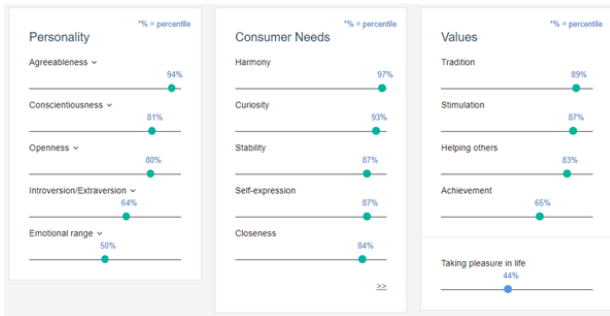 *% = percentile
Personality
Agreeableness
94%
Conscientiousness
81%
Openness
80%
Introversion/Extraversion
64%
Emotional range
50%
*% = percentile
Consumer Needs
Harmony
97%
Curiosity
93%
Stability
87%
Self-expression
87%
Closeness
84%
>>
*% = percentile
Values
Tradition
89%
Stimulation
87%
Helping others
83%
Achievement
65%
Taking pleasure in life
44%